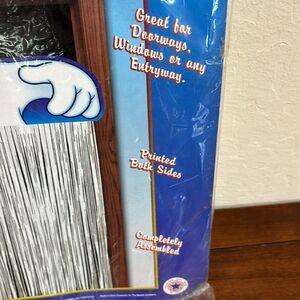 Great for
Doorways,
Windows or any
Entryway.
Printed
Both Sides
Completely
Assembled